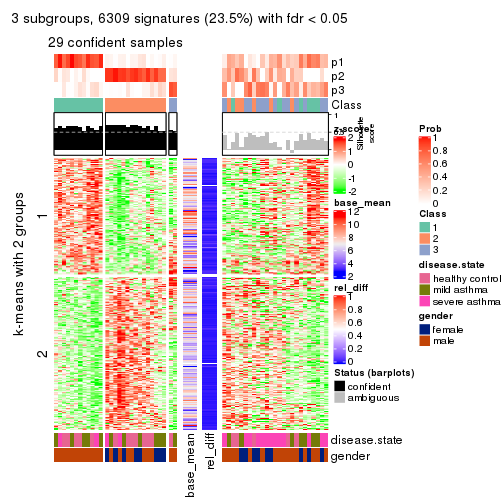 3 subgroups, 6309 signatures (23.5%) with fdr < 0.05
29 confident samples
p1
p2
p3
Class
1
Silhouette
score
z-score
2
1
0
-1
-2
base_mean
12
10
8
6
4
2
rel_diff
1
0.8
0.6
0.4
0.2
0
Status (barplots)
confident
ambiguous
Prob
1
0.8
0.6
0.4
0.2
0
Class
1
2
3
disease.state
healthy control
mild asthma
severe asthma
gender
female
male
k-means with 2 groups
1
2
base_mean
rel_diff
disease.state
gender